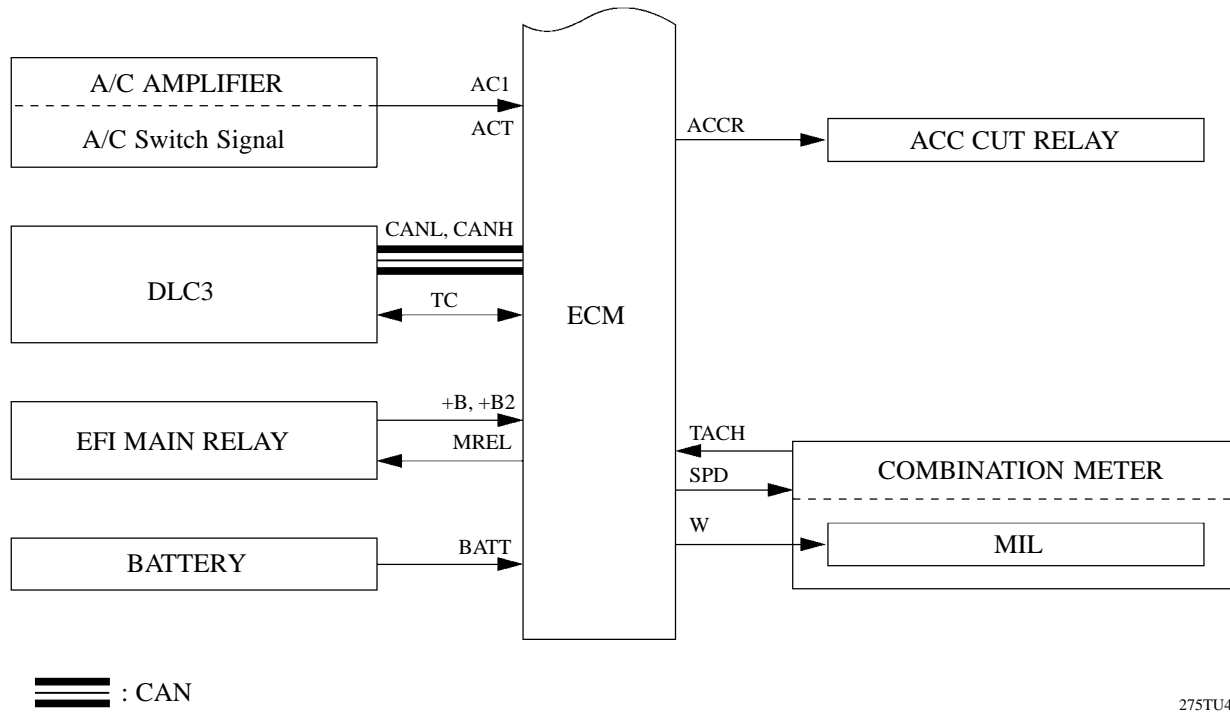 A/C AMPLIFIER
A/C Switch Signal
AC1
ACT
ACCR
ACC CUT RELAY
DLC3
CANL, CANH
TC
ECM
EFI MAIN RELAY
+B, +B2
MREL
TACH
SPD
COMBINATION METER
W
MIL
BATTERY
BATT
: CAN
275TU4